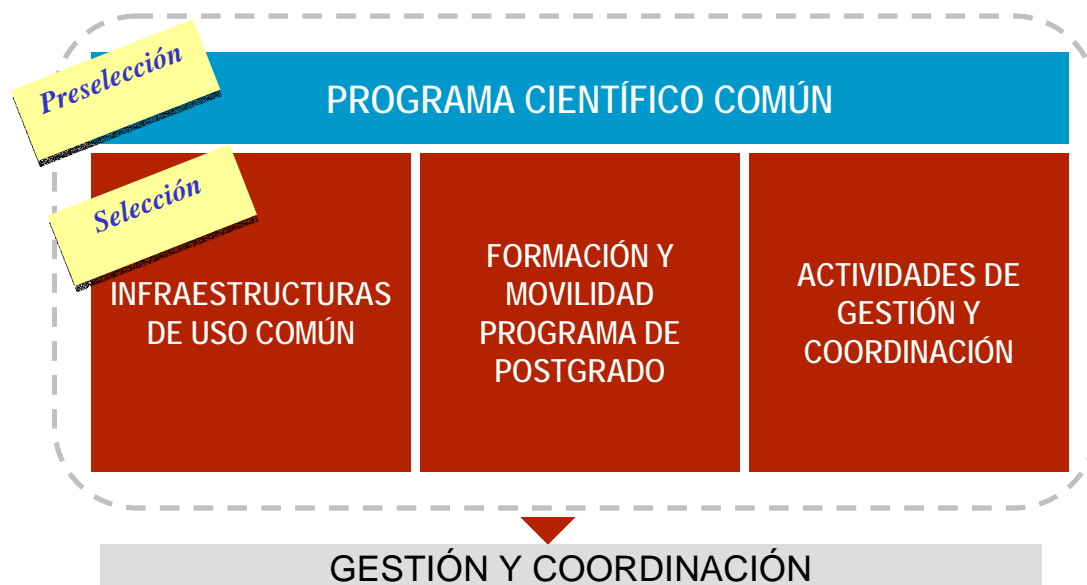 Preselección
PROGRAMA CIENTÍFICO COMÚN
Selección
INFRAESTRUCTURAS
DE USO COMÚN
FORMACIÓN Y
MOVILIDAD
PROGRAMA DE
POSTGRADO
ACTIVIDADES DE
GESTIÓN Y
COORDINACIÓN
GESTIÓN Y COORDINACIÓN